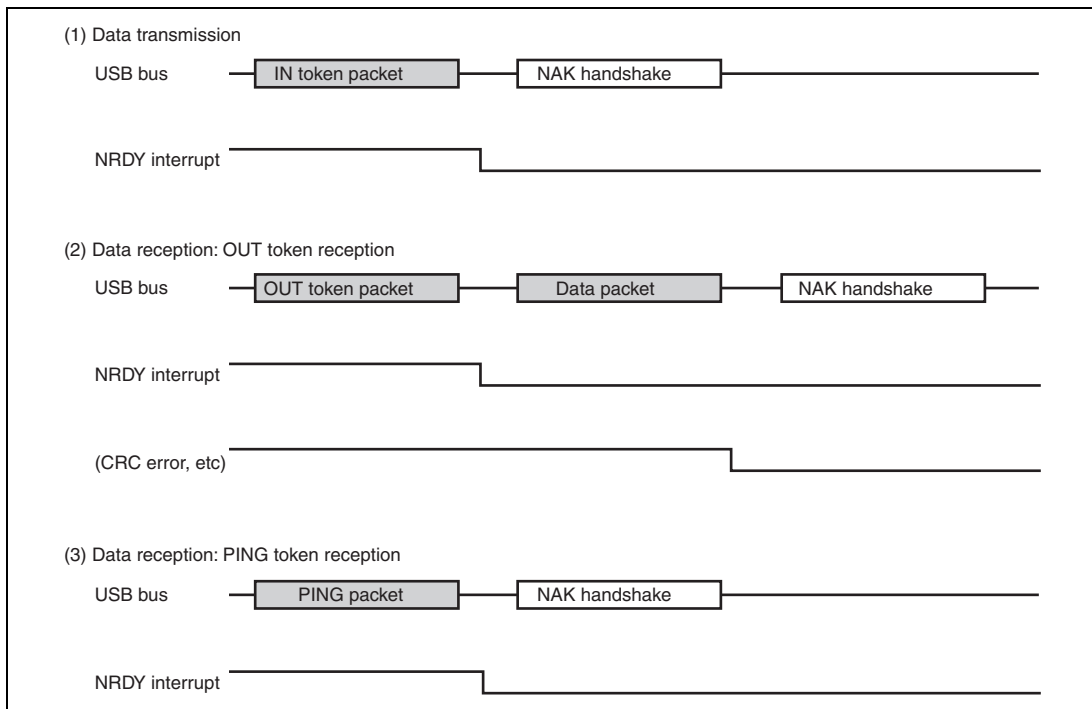 (1) Data transmission
USB bus
IN token packet
NAK handshake
NRDY interrupt
(2) Data reception: OUT token reception
USB bus
OUT token packet
Data packet
NAK handshake
NRDY interrupt
(CRC error, etc)
(3) Data reception: PING token reception
USB bus
PING packet
NAK handshake
NRDY interrupt